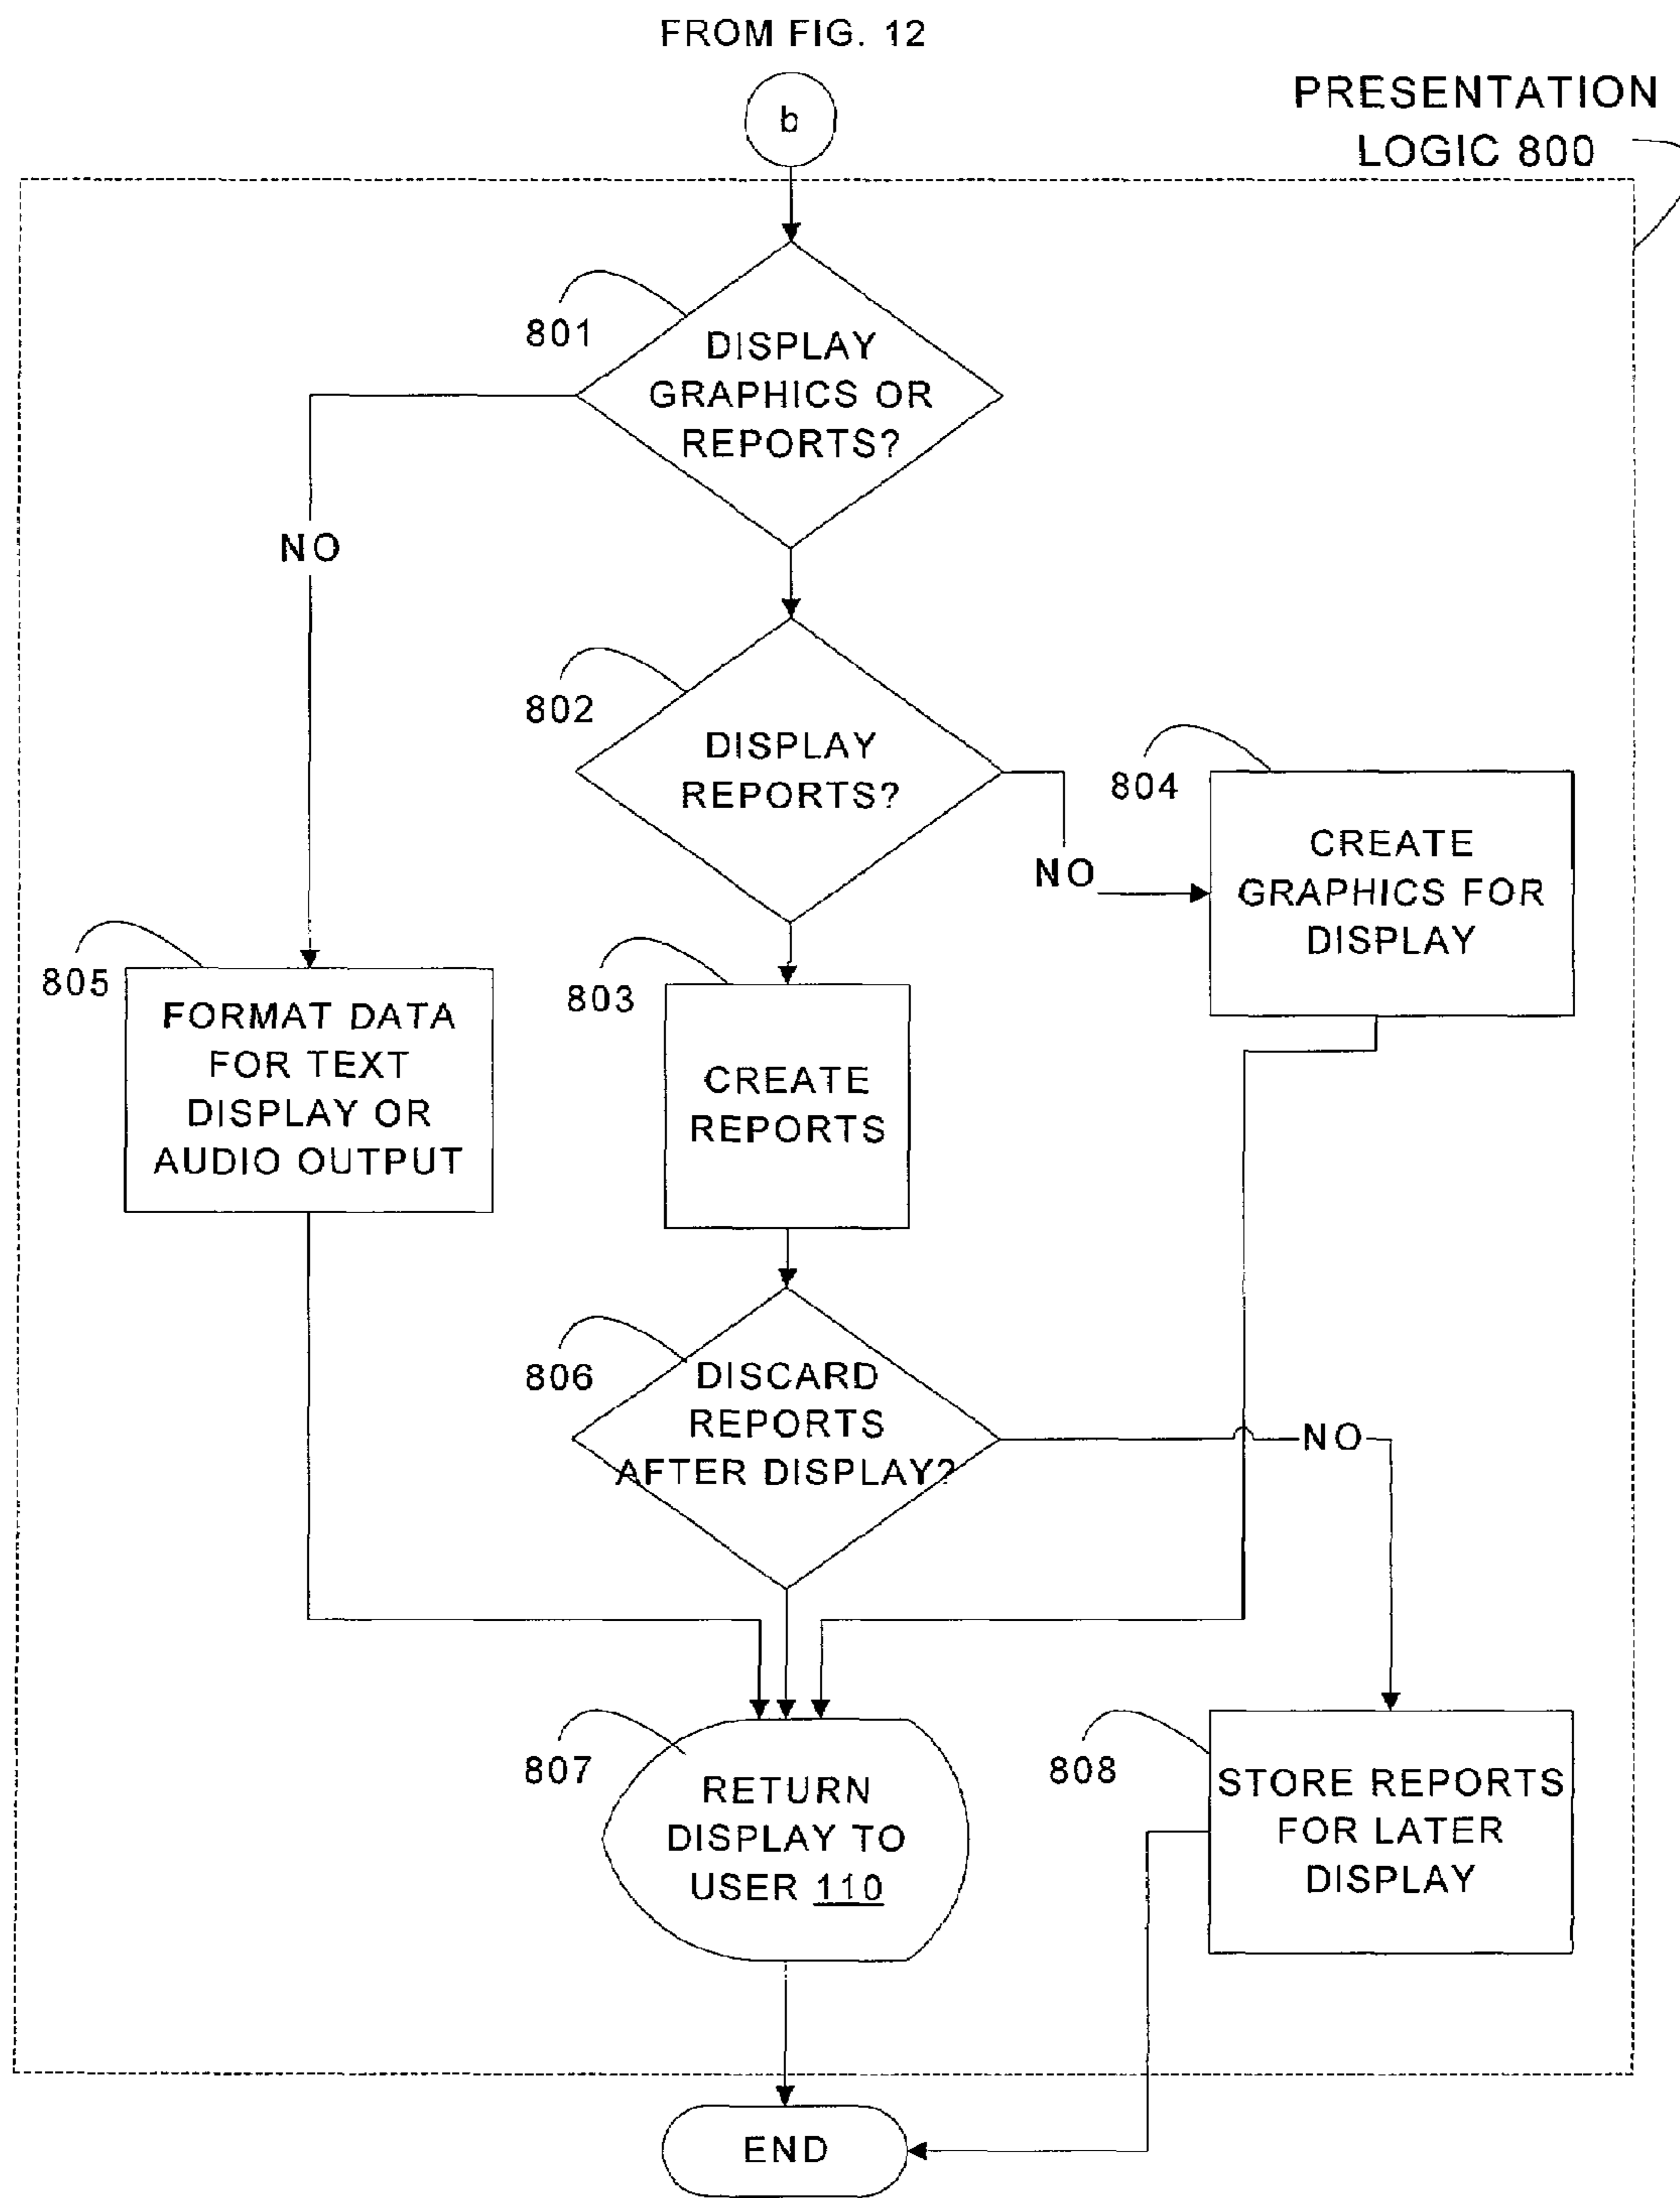 FROM FIG. 12
b
PRESENTATION
LOGIC 800
801
DISPLAY
GRAPHICS OR
REPORTS?
NO
802
DISPLAY
REPORTS?
NO
804
CREATE
GRAPHICS FOR
DISPLAY
805
FORMAT DATA
FOR TEXT
DISPLAY OR
AUDIO OUTPUT
803
CREATE
REPORTS
806
DISCARD
REPORTS
AFTER DISPLAY?
NO
807
RETURN
DISPLAY TO
USER 110
808
STORE REPORTS
FOR LATER
DISPLAY
END